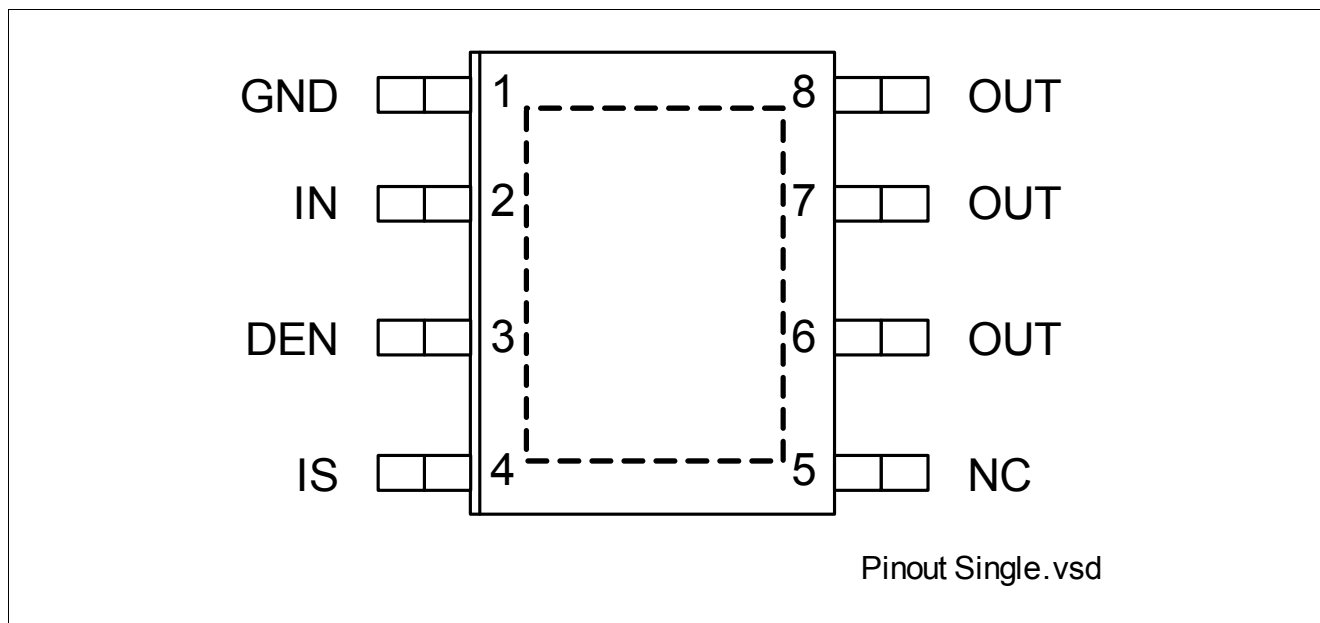 GND 1 8 OUT
IN 2 7 OUT
DEN 3 6 OUT
IS 4 5 NC
Pinout Single.vsd